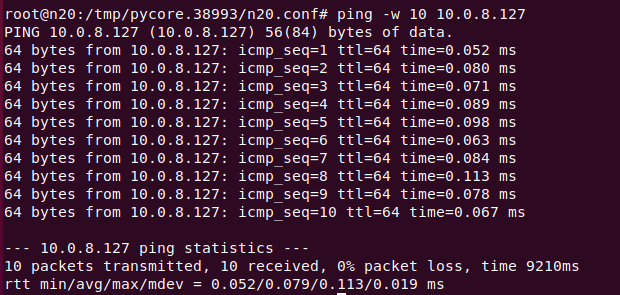 root@n20:/tmp/pycore.38993/n20.conf# ping -w 10 10.0.8.127
PING 10.0.8.127 (10.0.8.127) 56(84) bytes of data.
64 bytes from 10.0.8.127: icmp_seq=1 ttl=64 time=0.052 ms
64 bytes from 10.0.8.127: icmp_seq=2 ttl=64 time=0.080 ms
64 bytes from 10.0.8.127: icmp_seq=3 ttl=64 time=0.071 ms
64 bytes from 10.0.8.127: icmp_seq=4 ttl=64 time=0.089 ms
64 bytes from 10.0.8.127: icmp_seq=5 ttl=64 time=0.098 ms
64 bytes from 10.0.8.127: icmp_seq=6 ttl=64 time=0.063 ms
64 bytes from 10.0.8.127: icmp_seq=7 ttl=64 time=0.084 ms
64 bytes from 10.0.8.127: icmp_seq=8 ttl=64 time=0.113 ms
64 bytes from 10.0.8.127: icmp_seq=9 ttl=64 time=0.078 ms
64 bytes from 10.0.8.127: icmp_seq=10 ttl=64 time=0.067 ms
--- 10.0.8.127 ping statistics ---
10 packets transmitted, 10 received, 0% packet loss, time 9210ms
rtt min/avg/max/mdev = 0.052/0.079/0.113/0.019 ms